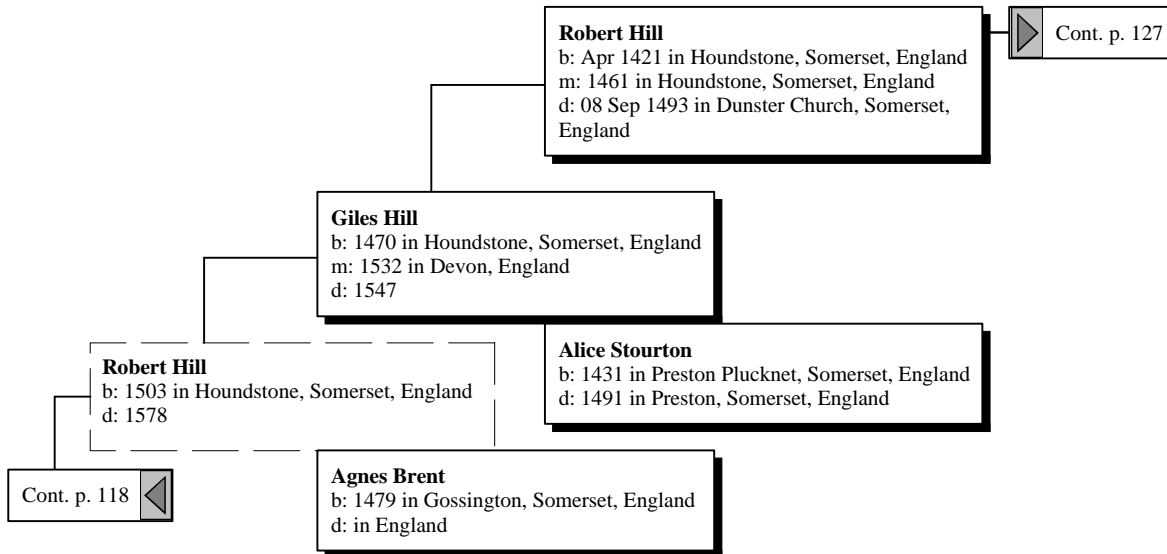 Robert Hill
b: Apr 1421 in Houndstone, Somerset, England
m: 1461 in Houndstone, Somerset, England
d: 08 Sep 1493 in Dunster Church, Somerset,
England
Cont. p. 127
Giles Hill
b: 1470 in Houndstone, Somerset, England
m: 1532 in Devon, England
d: 1547
Alice Stourton
b: 1431 in Preston Plucknet, Somerset, England
d: 1491 in Preston, Somerset, England
Robert Hill
b: 1503 in Houndstone, Somerset, England
d: 1578
Cont. p. 118
Agnes Brent
b: 1479 in Gossington, Somerset, England
d: in England